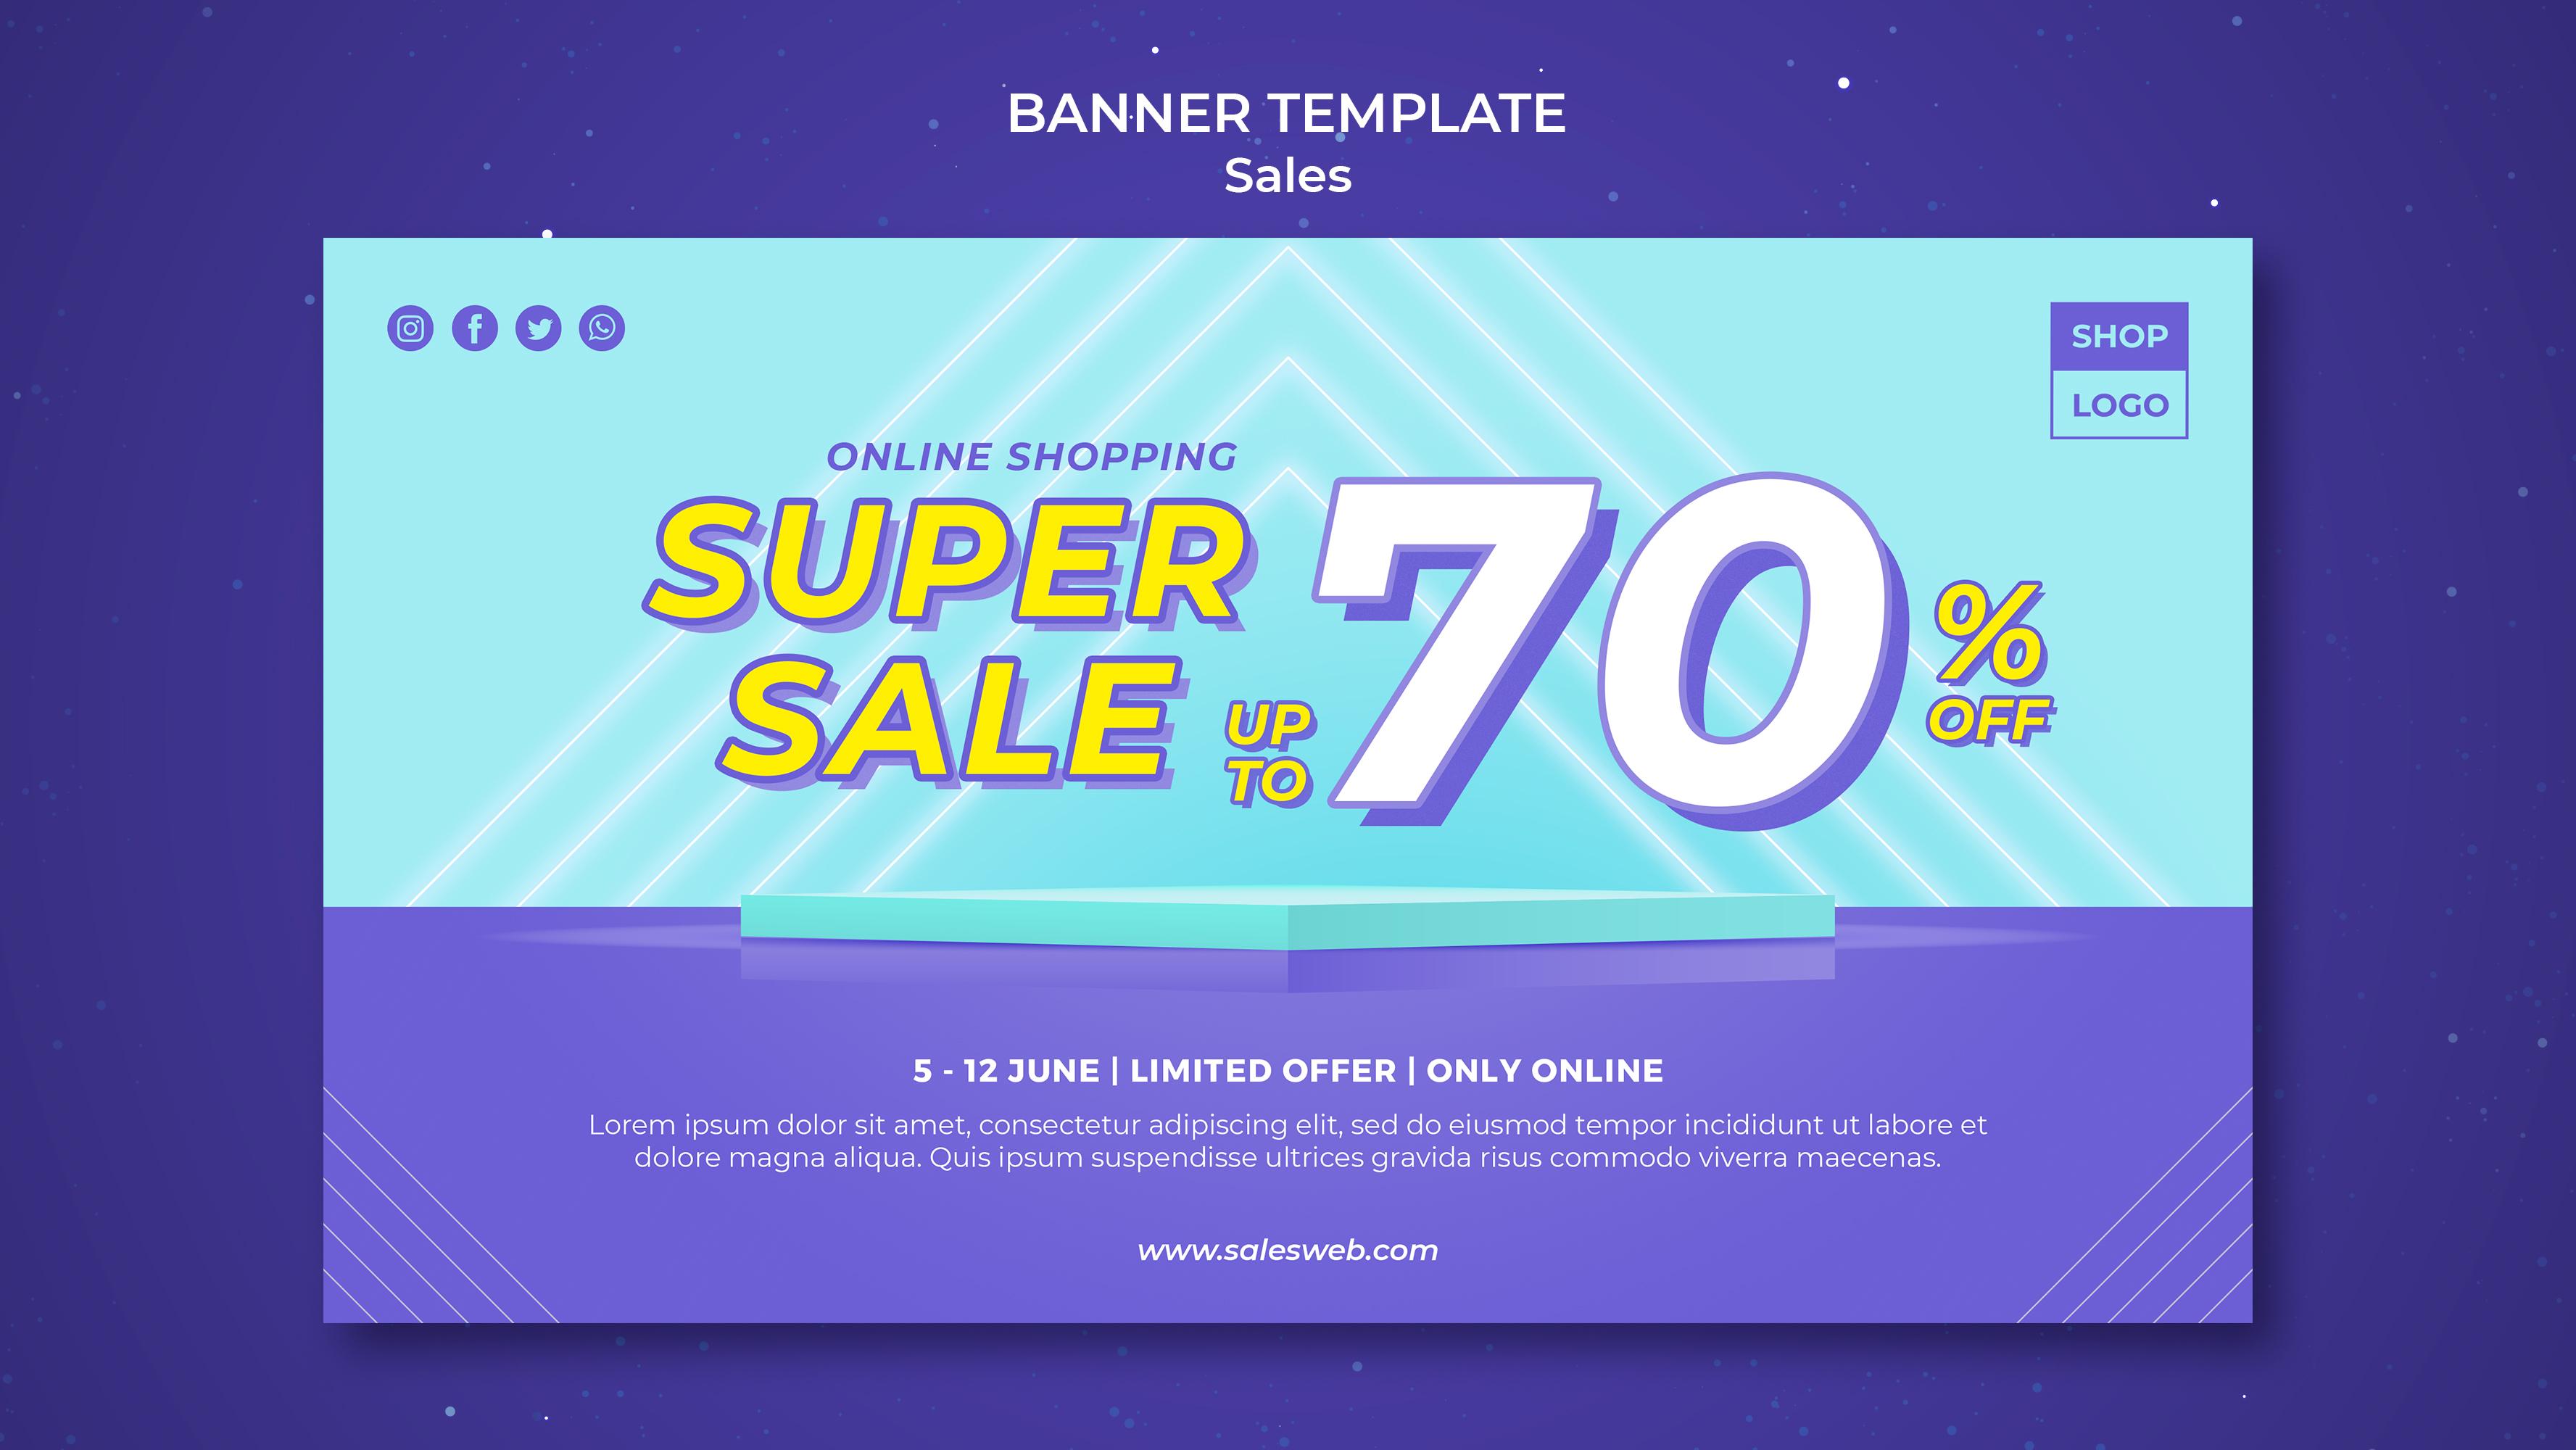 BANNER TEMPLATE
Sales
SHOP
LOGO
ONLINE SHOPPING
SUPER
SALE
UP
TO
70
%
OFF
5 - 12 JUNE | LIMITED OFFER | ONLY ONLINE
Lorem ipsum dolor sit amet, consectetur adipiscing elit, sed do eiusmod tempor incididunt ut labore et
dolore magna aliqua. Quis ipsum suspendisse ultrices gravida risus commodo viverra maecenas.
www.salesweb.com